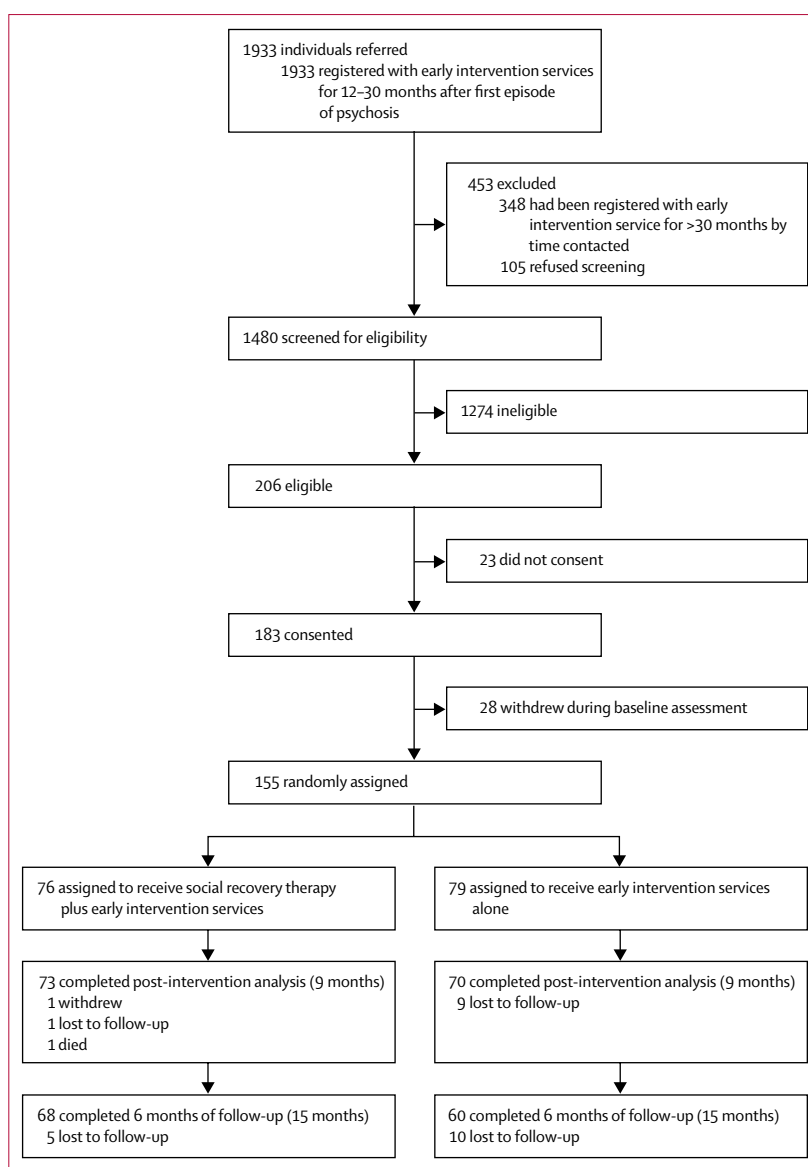 1933 individuals referred
1933 registered with early intervention services
for 12–30 months after first episode
of psychosis
453 excluded
348 had been registered with early
intervention service for >30 months by
time contacted
105 refused screening
1480 screened for eligibility
1274 ineligible
206 eligible
23 did not consent
183 consented
28 withdrew during baseline assessment
155 randomly assigned
76 assigned to receive social recovery therapy
plus early intervention services
79 assigned to receive early intervention services
alone
73 completed post-intervention analysis (9 months)
1 withdrew
1 lost to follow-up
1 died
70 completed post-intervention analysis (9 months)
9 lost to follow-up
68 completed 6 months of follow-up (15 months)
5 lost to follow-up
60 completed 6 months of follow-up (15 months)
10 lost to follow-up